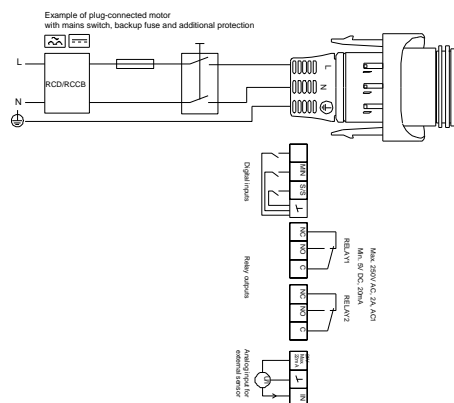 Example of plug-connected motor
with mains switch, backup fuse and additional protection
L
RCD/RCCB
N
L
N
Digital inputs
MIN
S/S
Relay outputs
NC
NO
C
RELAY1
Max. 250V AC, 2A, AC1
Min. 5V DC, 20mA
NC
NO
C
RELAY2
Analog input for
external sensor
Max.
22mA
IN